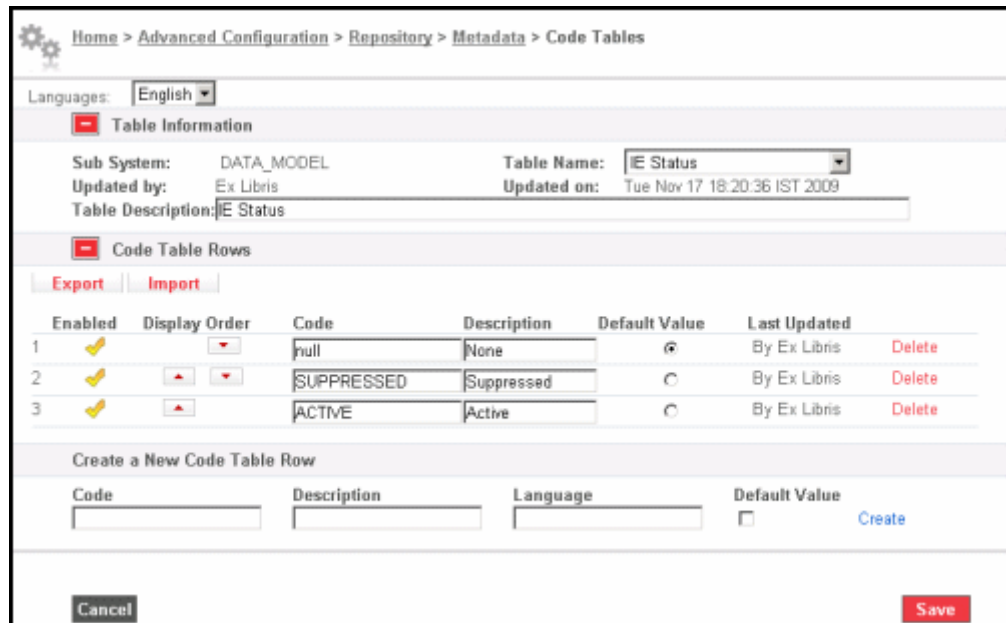 Home > Advanced Configuration > Repository > Metadata > Code Tables
Languages: English
Table Information
Sub System: DATA_MODEL Table Name: IE Status
Updated by: Ex Libris Updated on: Tue Nov 17 18:20:36 IST 2009
Table Description: IE Status
Code Table Rows
Export Import
Enabled Display Order Code Description Default Value Last Updated
1 null None By Ex Libris Delete
2 SUPPRESSED Suppressed By Ex Libris Delete
3 ACTIVE Active By Ex Libris Delete
Create a New Code Table Row
Code Description Language Default Value
Create
Cancel Save